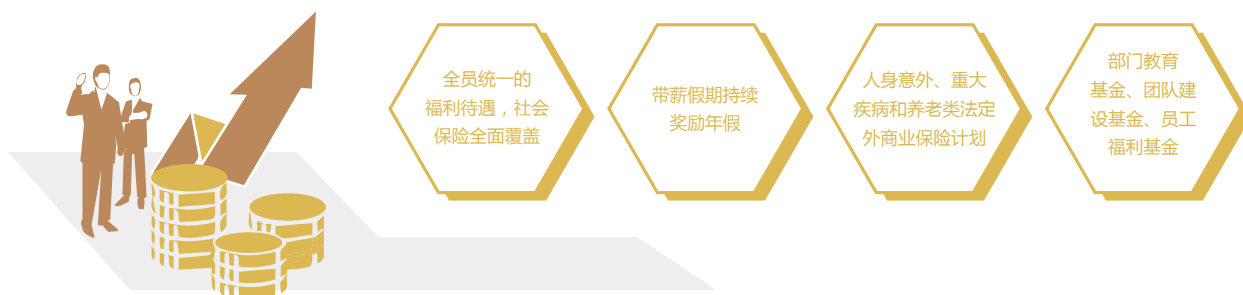 全员统一的
福利待遇，社会
保险全面覆盖
带薪假期持续
奖励年假
人身意外、重大
疾病和养老类法定
外商业保险计划
部门教育
基金、团队建
设基金、员工
福利基金